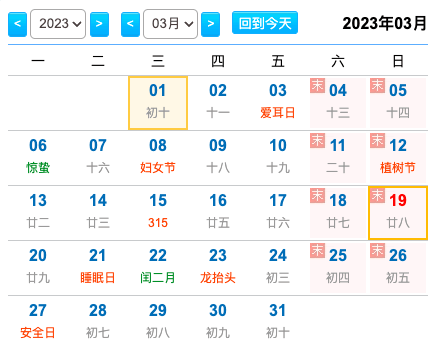 < 2023 > < 03月 > 回到今天 2023年03月
一 二 三 四 五 六 日
01 02 03 末 04 末 05
初十 十一 爱耳日 十三 十四
06 07 08 09 10 末 11 末 12
惊蛰 十六 妇女节 十八 十九 二十 植树节
13 14 15 16 17 末 18 末 19
廿二 廿三 315 廿五 廿六 廿七 廿八
20 21 22 23 24 末 25 末 26
廿九 睡眠日 闰二月 龙抬头 初三 初四 初五
27 28 29 30 31
安全日 初七 初八 初九 初十